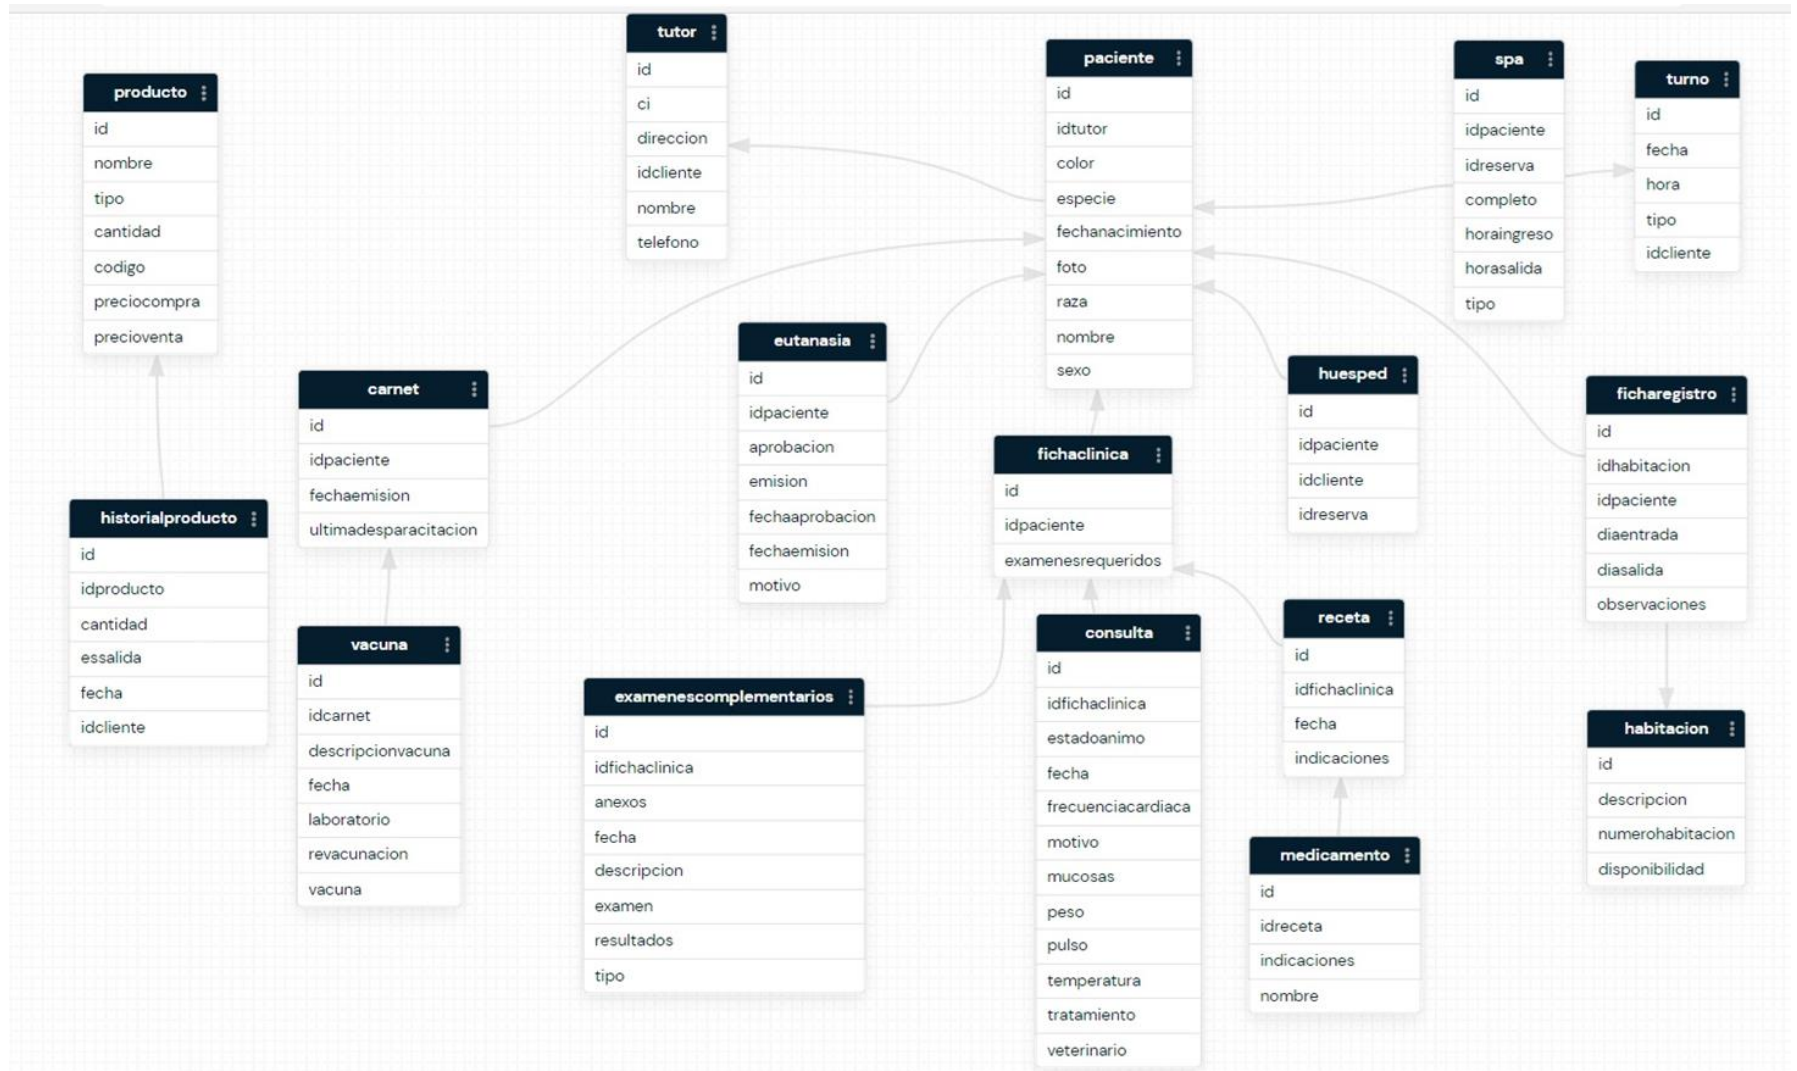 producto
id
nombre
tipo
cantidad
codigo
preciocompra
precioventa
historialproducto
id
idproducto
cantidad
essalida
fecha
idcliente
carnet
id
idpaciente
fechaemision
ultimadesparacitacion
vacuna
id
idcarnet
descripcionvacuna
fecha
laboratorio
revacunacion
vacuna
tutor
id
ci
direccion
idcliente
nombre
telefono
eutanasia
id
idpaciente
aprobacion
emision
fechaaprobacion
fechaemision
motivo
examenescomplementarios
id
idfichaclinica
anexos
fecha
descripcion
examen
resultados
tipo
paciente
id
idtutor
color
especie
fechanacimiento
foto
raza
nombre
sexo
fichaclinica
id
idpaciente
examenesrequeridos
consulta
id
idfichaclinica
estadoanimo
fecha
frecuenciacardiaca
motivo
mucosas
peso
pulso
temperatura
tratamiento
veterinario
huesped
id
idpaciente
idcliente
idreserva
receta
id
idfichaclinica
fecha
indicaciones
medicamento
id
idreceta
indicaciones
nombre
spa
id
idpaciente
idreserva
completo
horaingreso
horasalida
tipo
turno
id
fecha
hora
tipo
idcliente
ficharegistro
id
idhabitacion
idpaciente
diaentrada
diasalida
observaciones
habitacion
id
descripcion
numerohabitacion
disponibilidad